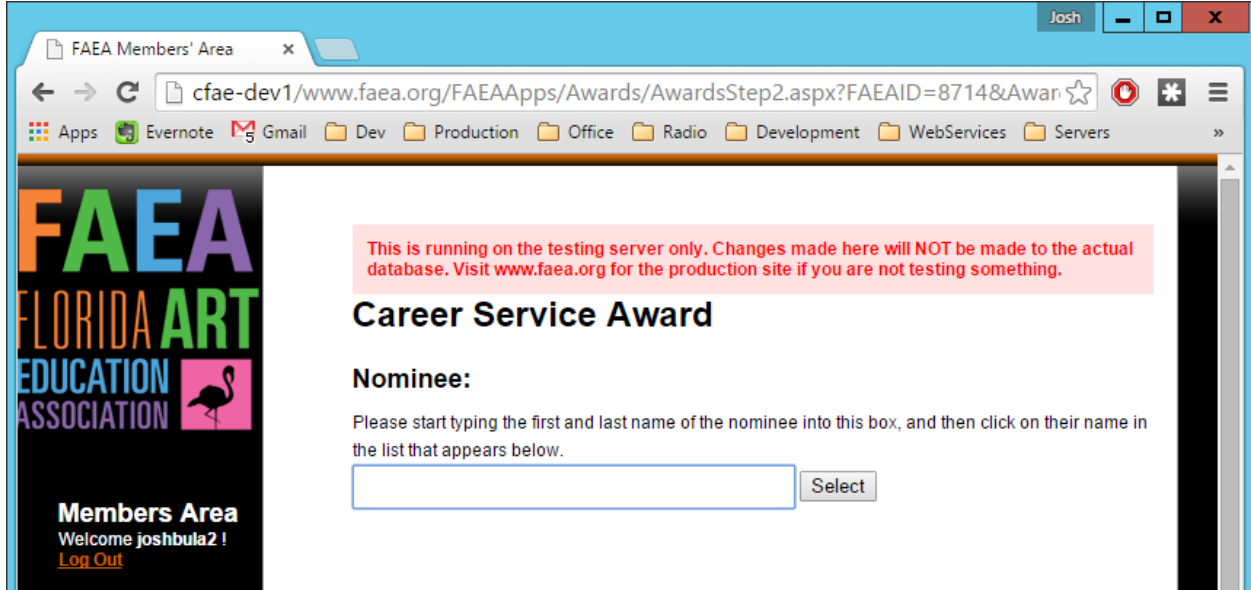 Josh
FAEA Members' Area
cfae-dev1/www.faea.org/FAEAApps/Awards/AwardsStep2.aspx?FAEAID=8714&Awar
Apps Evernote 5 Gmail Dev Production Office Radio Development WebServices Servers »
FAEA
FLORIDA ART
EDUCATION
ASSOCIATION
This is running on the testing server only. Changes made here will NOT be made to the actual
database. Visit www.faea.org for the production site if you are not testing something.
Career Service Award
Nominee:
Please start typing the first and last name of the nominee into this box, and then click on their name in
the list that appears below.
Select
Members Area
Welcome joshbula2 !
Log Out